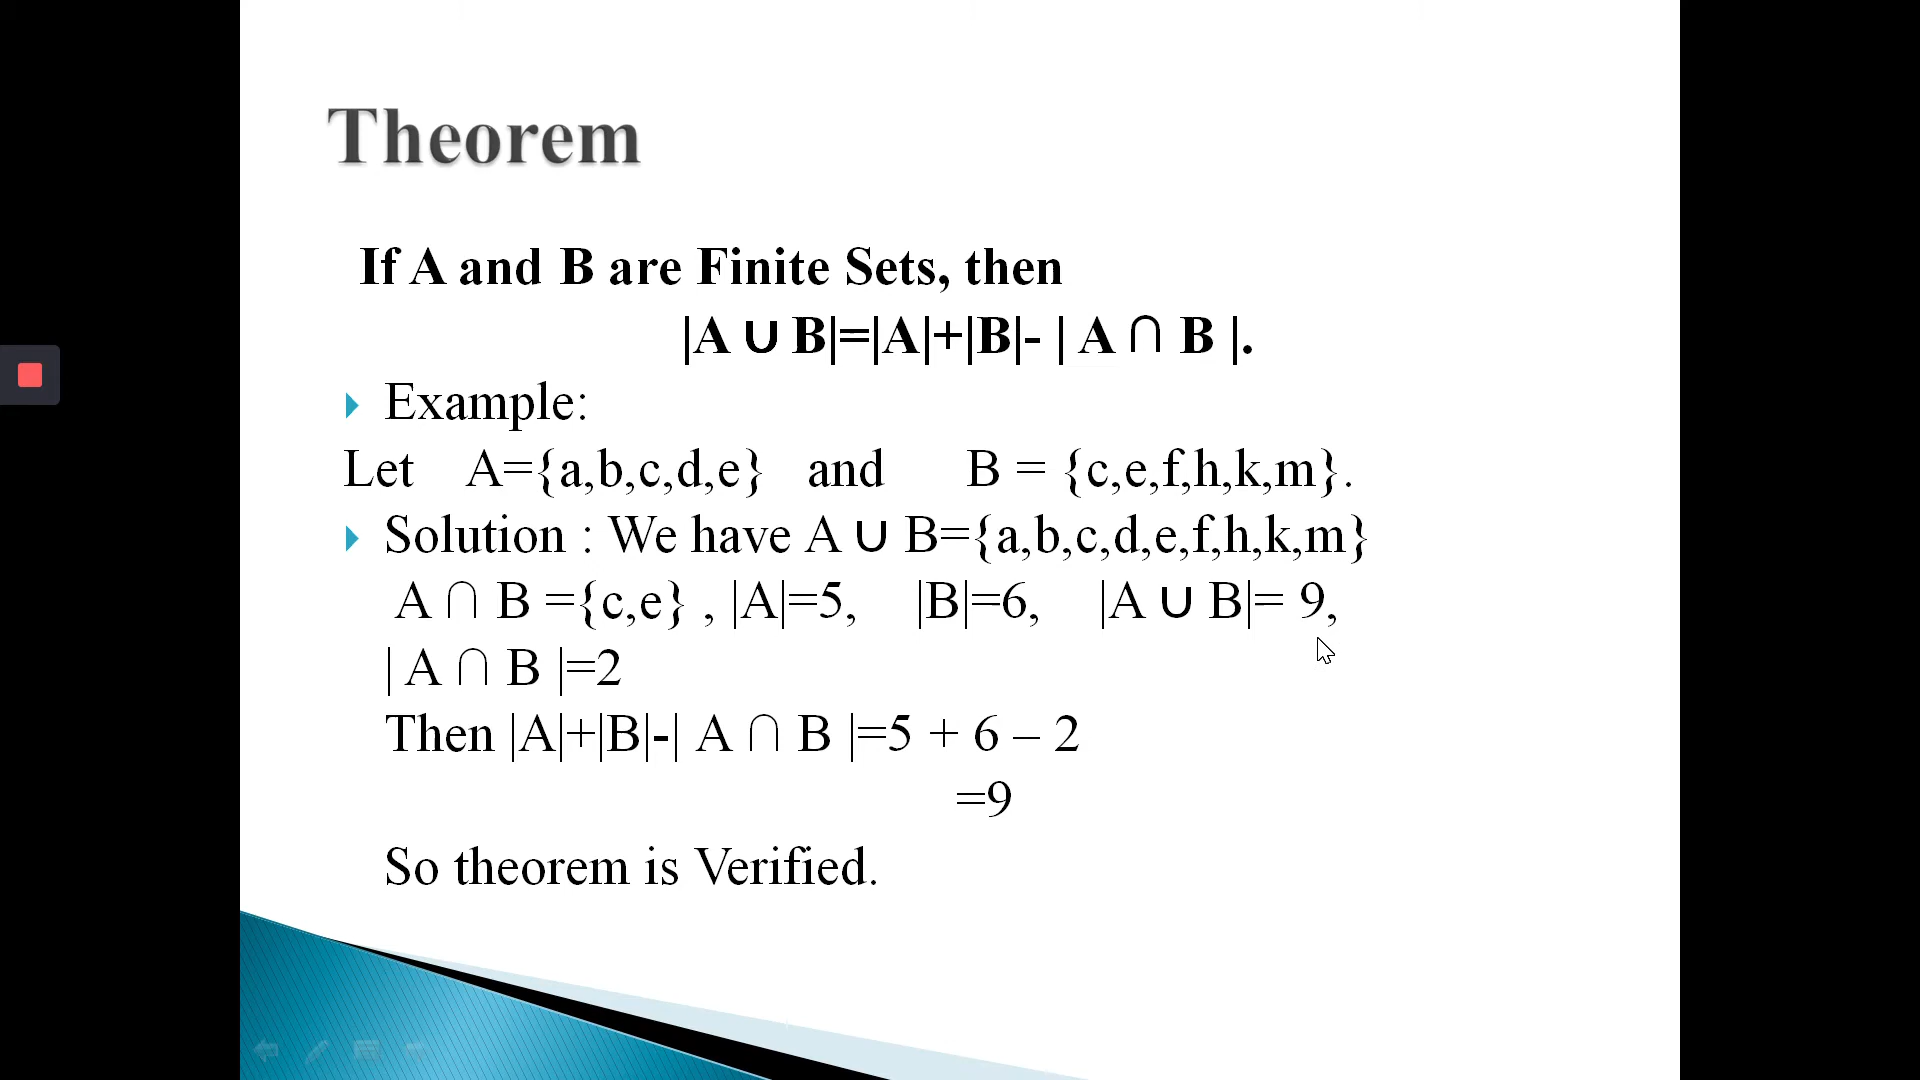 Theorem
If A and B are Finite Sets, then
|A ∪ B|=|A|+|B|- | A ∩ B |.
Example:
Let A={a,b,c,d,e} and B = {c,e,f,h,k,m}.
Solution : We have A ∪ B={a,b,c,d,e,f,h,k,m}
A ∩ B ={c,e} , |A|=5, |B|=6, |A ∪ B|= 9,
| A ∩ B |=2
Then |A|+|B|-| A ∩ B |=5 + 6 – 2
=9
So theorem is Verified.